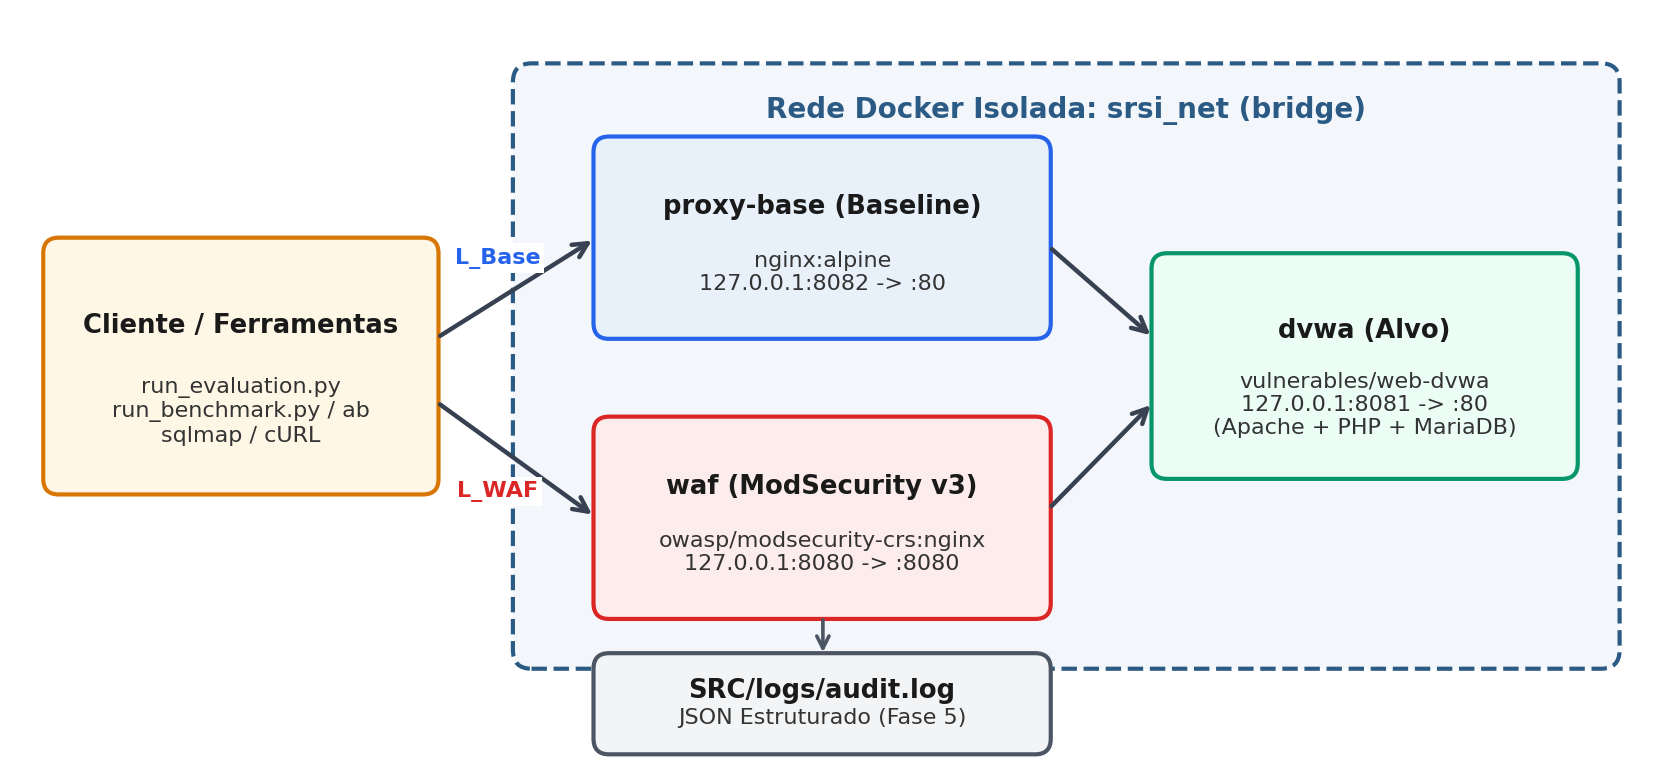 Rede Docker Isolada: srsi_net (bridge)
proxy-base (Baseline)
nginx:alpine
127.0.0.1:8082 -> :80
L_Base
Cliente / Ferramentas
run_evaluation.py
run_benchmark.py / ab
sqlmap / cURL
L_WAF
waf (ModSecurity v3)
owasp/modsecurity-crs:nginx
127.0.0.1:8080 -> :8080
dvwa (Alvo)
vulnerables/web-dvwa
127.0.0.1:8081 -> :80
(Apache + PHP + MariaDB)
SRC/logs/audit.log
JSON Estruturado (Fase 5)